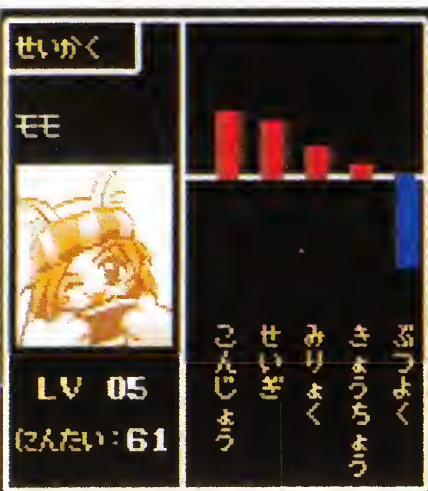 せいかく
モモ
LV 05
にんたい:61
こんじょう
せいぎ
みりょく
きょうちょう
ぶつよく